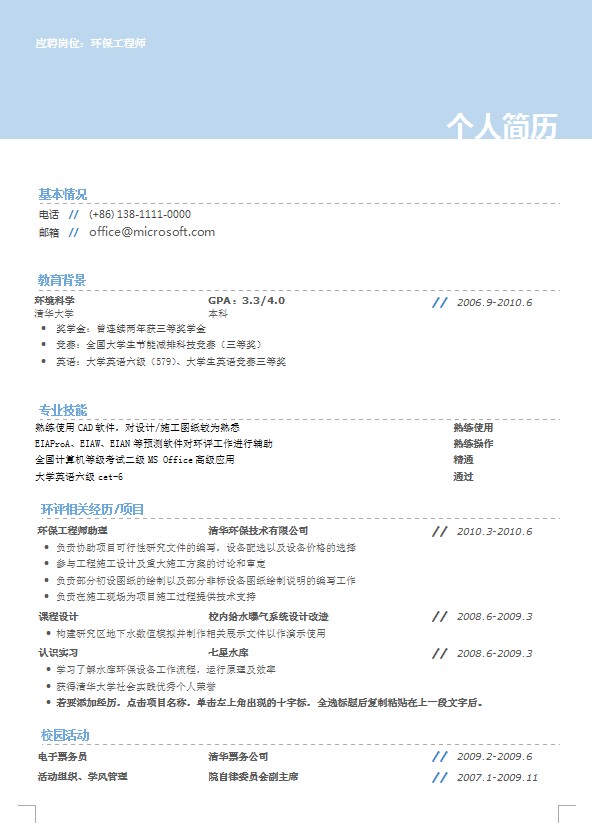 应聘岗位：环保工程师
个人简历
基本情况
电话 // (+86) 138-1111-0000
邮箱 // office@microsoft.com
教育背景
环境科学 GPA：3.3/4.0 // 2006.9-2010.6
清华大学 本科
• 奖学金：曾连续两年获三等奖学金
• 竞赛：全国大学生节能减排科技竞赛（三等奖）
• 英语：大学英语六级（579）、大学生英语竞赛三等奖
专业技能
熟练使用CAD软件，对设计/施工图纸较为熟悉 熟练使用
EIAProA、EIAW、EIAN等预测软件对环评工作进行辅助 熟练操作
全国计算机等级考试二级MS Office高级应用 精通
大学英语六级cet-6 通过
环评相关经历/项目
环保工程师助理 清华环保技术有限公司 // 2010.3-2010.6
• 负责协助项目可行性研究文件的编写，设备配选以及设备价格的选择
• 参与工程施工设计及重大施工方案的讨论和审定
• 负责部分初设图纸的绘制以及部分非标设备图纸绘制说明的编写工作
• 负责在施工现场为项目施工过程提供技术支持
课程设计 校内给水曝气系统设计改造 // 2008.6-2009.3
• 构建研究区地下水数值模拟并制作相关展示文件以作演示使用
认识实习 七星水库 // 2008.6-2009.3
• 学习了解水库环保设备工作流程，运行原理及效率
• 获得清华大学社会实践优秀个人荣誉
• 若要添加经历，点击项目名称，单击左上角出现的十字标，全选标题后复制粘贴在上一段文字后。
校园活动
电子票务员 清华票务公司 // 2009.2-2009.6
活动组织、学风管理 院自律委员会副主席 // 2007.1-2009.11